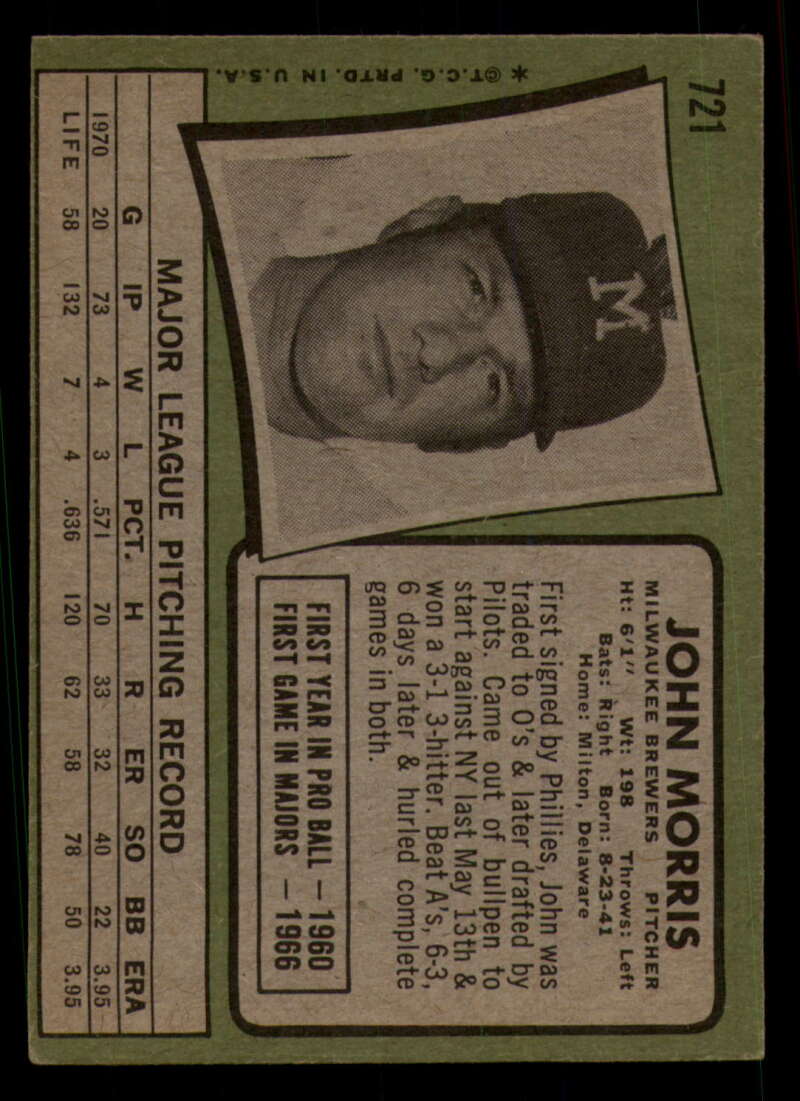 721
✱ @T.C.G. PRTD. IN U.S.A.
M
JOHN MORRIS
MILWAUKEE BREWERS PITCHER
Ht: 6'1" Wt: 198 Throws: Left
Bats: Right Born: 8-23-41
Home: Milton, Delaware
First signed by Phillies, John was
traded to O's & later drafted by
Pilots. Came out of bullpen to
start against NY last May 13th &
won a 3-1 3-hitter. Beat A's, 6-3,
6 days later & hurled complete
games in both.
FIRST YEAR IN PRO BALL — 1960
FIRST GAME IN MAJORS — 1966
MAJOR LEAGUE PITCHING RECORD
G IP W L PCT. H R ER SO BB ERA
1970 20 73 4 3 .571 70 33 32 40 22 3.95
LIFE 58 132 7 4 .636 120 62 58 78 50 3.95